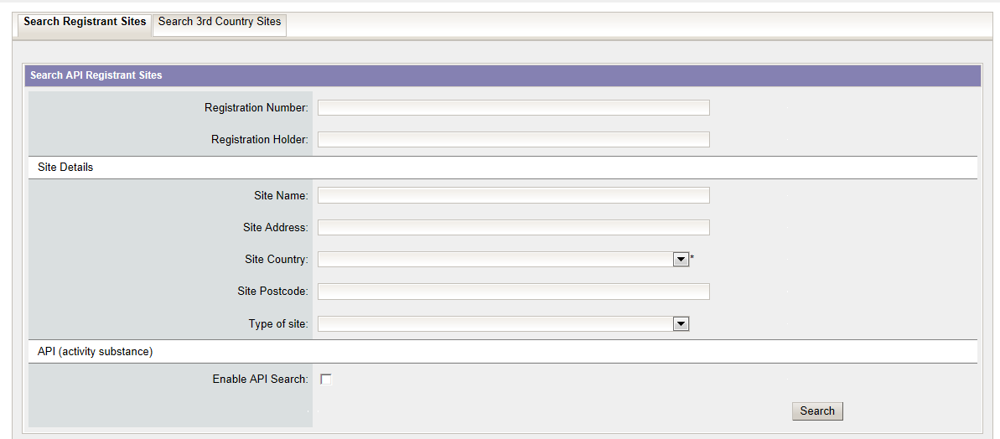 Search Registrant Sites Search 3rd Country Sites
Search API Registrant Sites
Registration Number:
Registration Holder:
Site Details
Site Name:
Site Address:
Site Country: *
Site Postcode:
Type of site:
API (activity substance)
Enable API Search:
Search